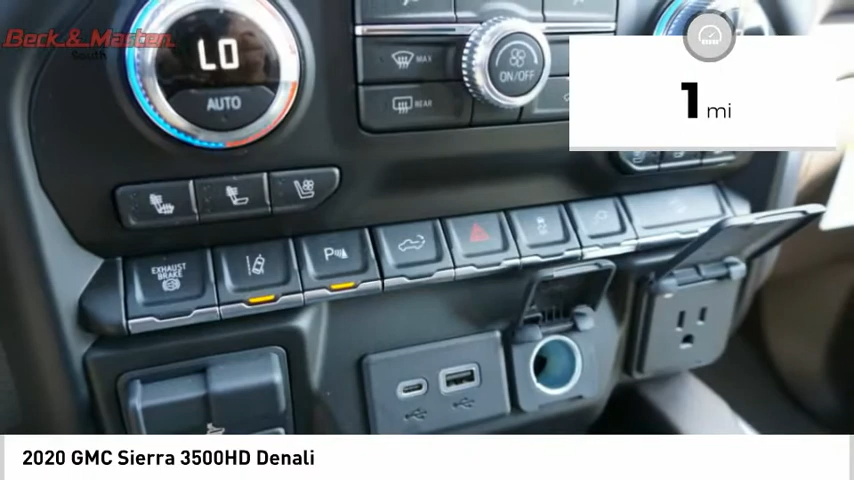 Beck & Masten
South
LO
AUTO
MAX
REAR
ON/OFF
1 mi
EXHAUST
BRAKE
P
2020 GMC Sierra 3500HD Denali